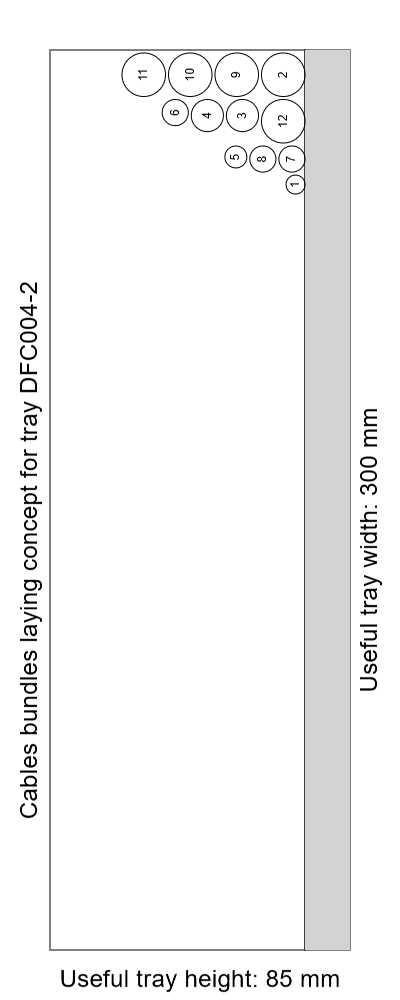 Cables bundles laying concept for tray DFC004-2
11 10 9 2
6 4 3 12
5 8 7
1
Useful tray width: 300 mm
Useful tray height: 85 mm